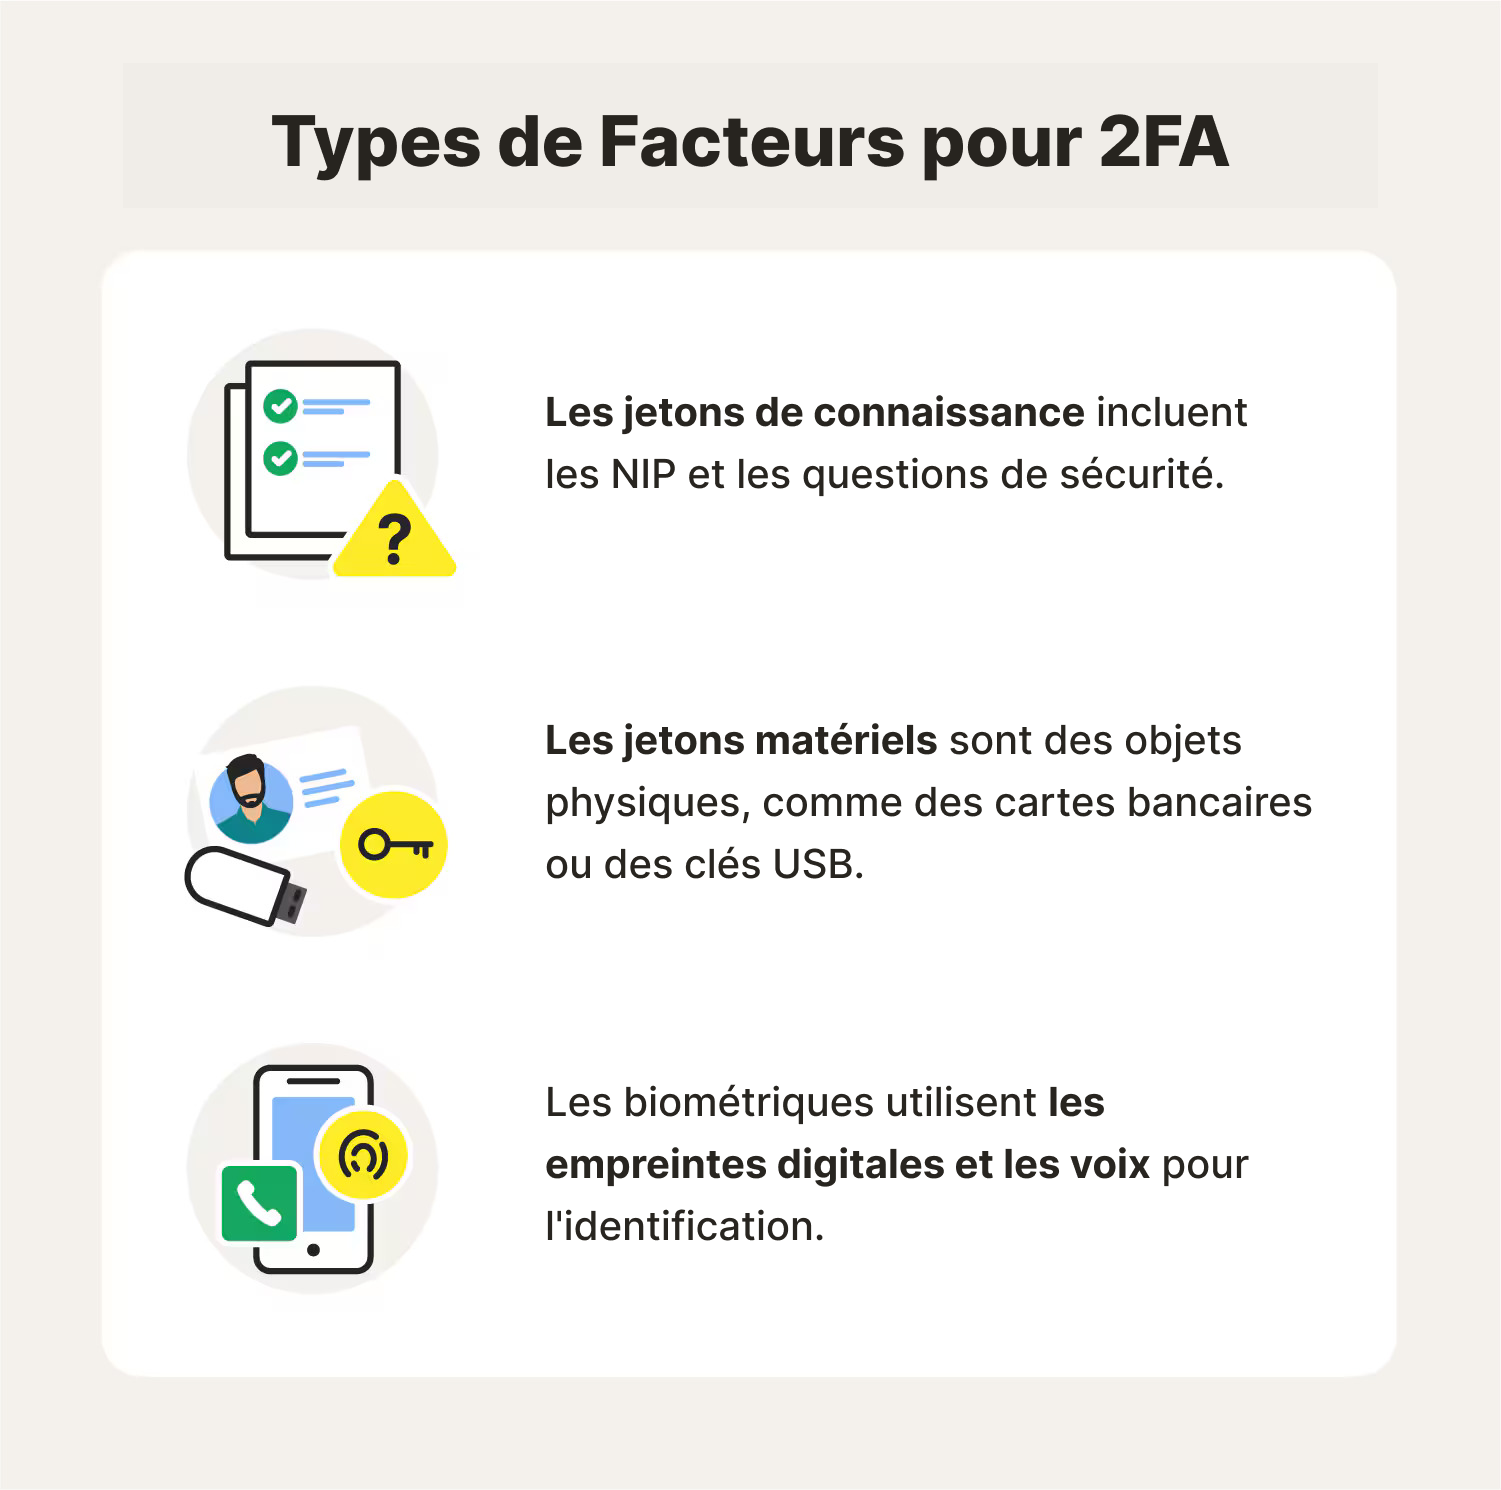 Types de Facteurs pour 2FA
Les jetons de connaissance incluent
les NIP et les questions de sécurité.
?
Les jetons matériels sont des objets
physiques, comme des cartes bancaires
ou des clés USB.
Les biométriques utilisent les
empreintes digitales et les voix pour
l'identification.